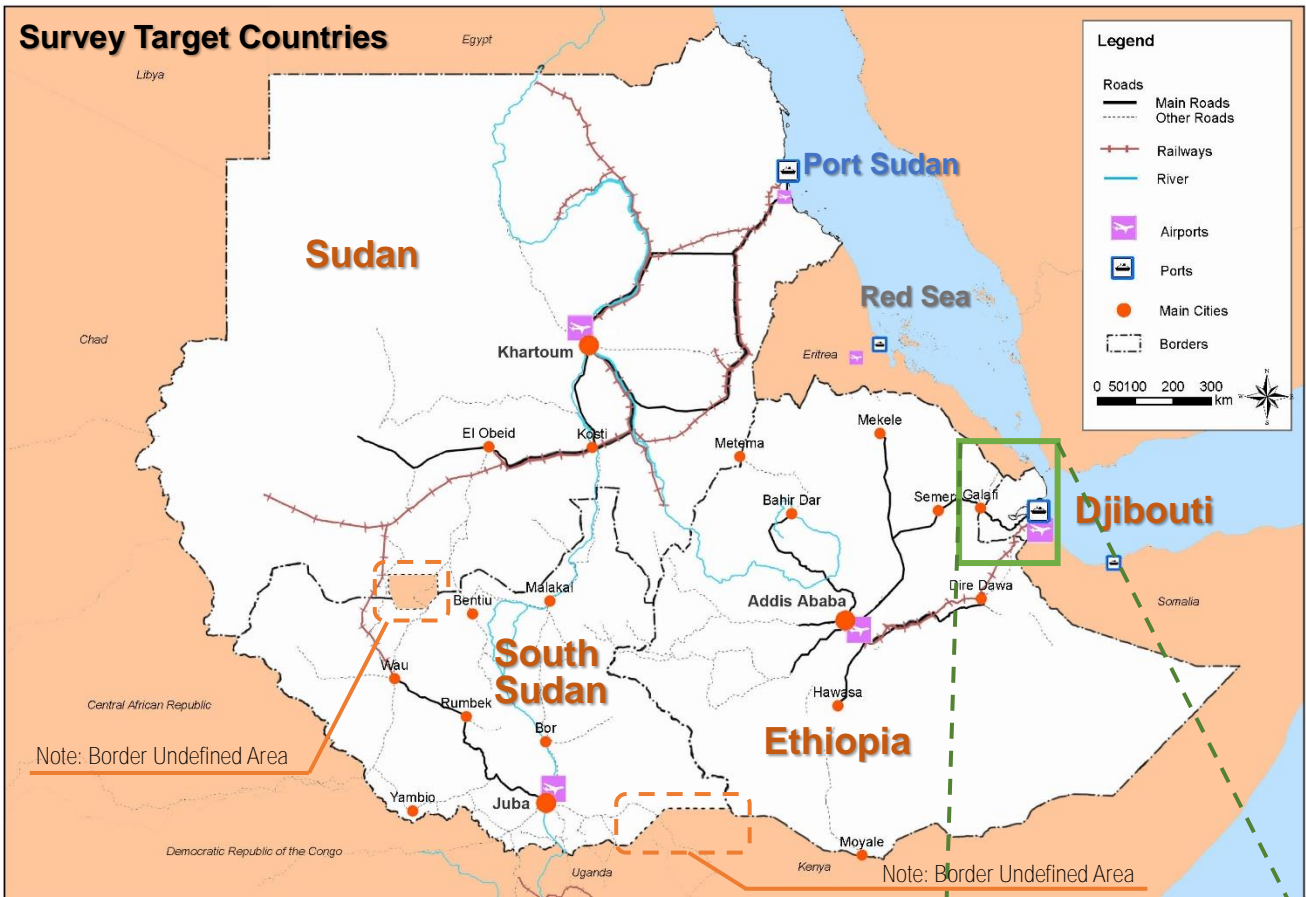 Survey Target Countries
Egypt
Libya
Legend
Roads
Main Roads
Other Roads
Railways
River
Airports
Ports
Main Cities
Borders
0 50100 200 300
km
N
W E
S
Port Sudan
Sudan
Red Sea
Chad
Khartoum
Eritrea
El Obeid
Kosti
Metema
Mekele
Bahir Dar
Semera
Galafi
Djibouti
Dire Dawa
Somalia
Addis Ababa
Bentiu
Malakal
South
Sudan
Wau
Rumbek
Hawasa
Central African Republic
Bor
Ethiopia
Note: Border Undefined Area
Yambio
Juba
Moyale
Democratic Republic of the Congo
Uganda
Kenya
Note: Border Undefined Area